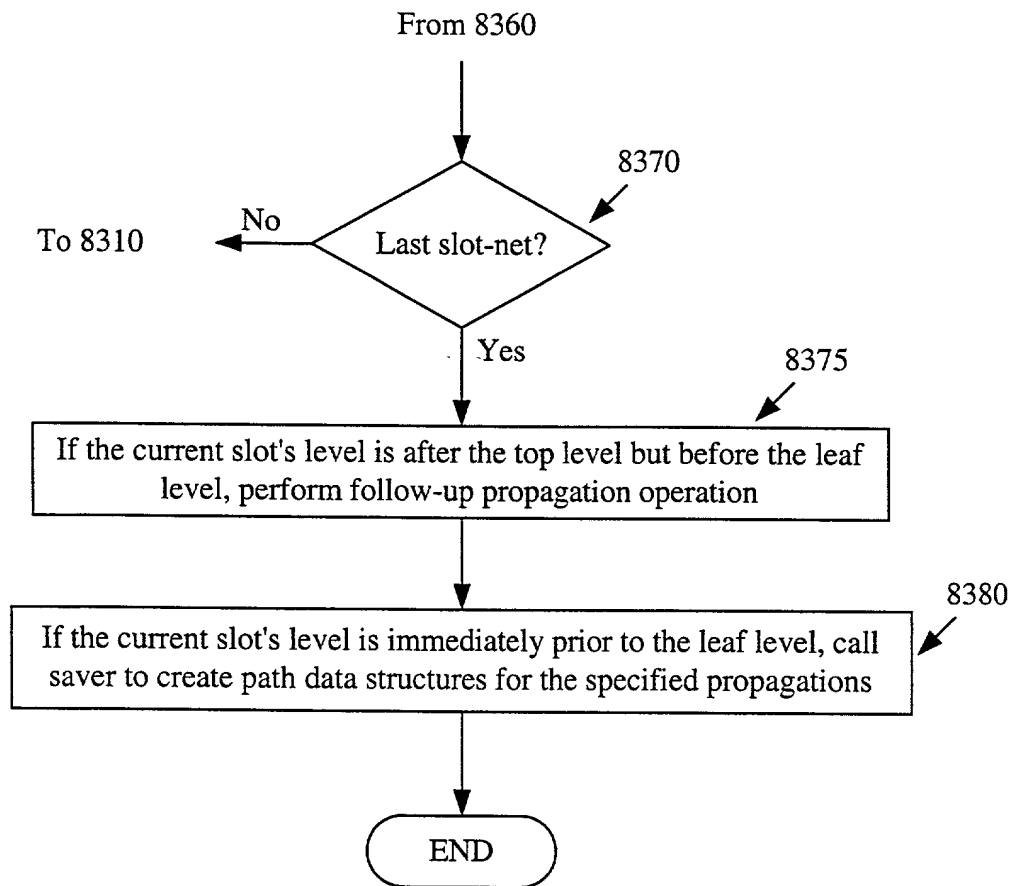 From 8360
8370
No
To 8310
Last slot-net?
Yes
8375
If the current slot's level is after the top level but before the leaf
level, perform follow-up propagation operation
8380
If the current slot's level is immediately prior to the leaf level, call
saver to create path data structures for the specified propagations
END